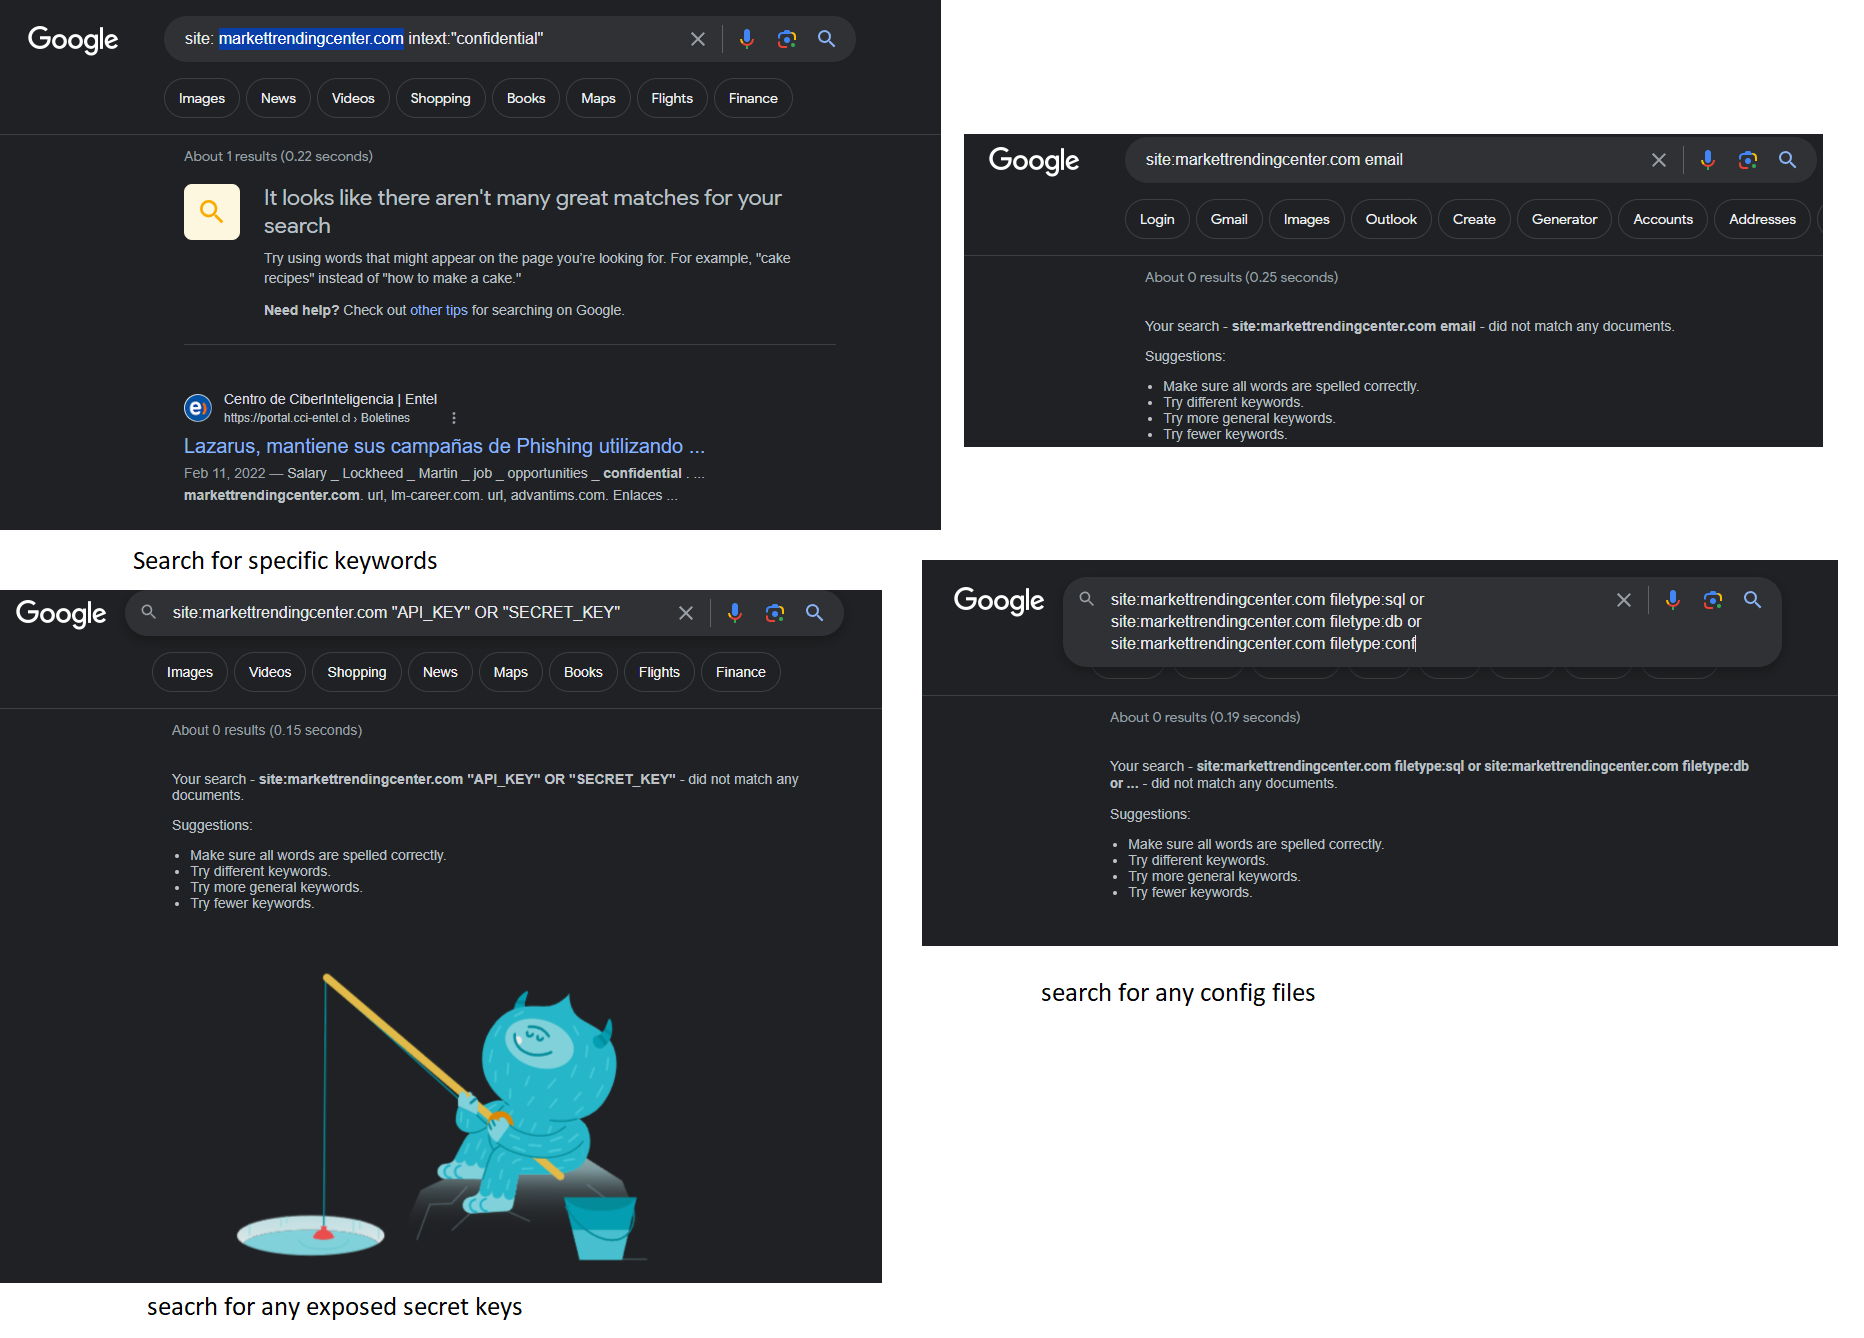 Google
site: markettrendingcenter.com intext:"confidential"
Images News Videos Shopping Books Maps Flights Finance
About 1 results (0.22 seconds)
It looks like there aren't many great matches for your
search
Try using words that might appear on the page you're looking for. For example, "cake
recipes" instead of "how to make a cake."
Need help? Check out other tips for searching on Google.
Centro de CiberInteligencia | Entel
https://portal.cci-entel.cl › Boletines
Lazarus, mantiene sus campañas de Phishing utilizando ...
Feb 11, 2022 — Salary _ Lockheed _ Martin _ job _ opportunities _ confidential . ...
markettrendingcenter.com. url, lm-career.com. url, advantims.com. Enlaces ...
Search for specific keywords
Google
site:markettrendingcenter.com email
Login Gmail Images Outlook Create Generator Accounts Addresses
About 0 results (0.25 seconds)
Your search - site:markettrendingcenter.com email - did not match any documents.
Suggestions:
• Make sure all words are spelled correctly.
• Try different keywords.
• Try more general keywords.
• Try fewer keywords.
Google
site:markettrendingcenter.com "API_KEY" OR "SECRET_KEY"
Images Videos Shopping News Maps Books Flights Finance
About 0 results (0.15 seconds)
Your search - site:markettrendingcenter.com "API_KEY" OR "SECRET_KEY" - did not match any
documents.
Suggestions:
• Make sure all words are spelled correctly.
• Try different keywords.
• Try more general keywords.
• Try fewer keywords.
seacrh for any exposed secret keys
Google
site:markettrendingcenter.com filetype:sql or
site:markettrendingcenter.com filetype:db or
site:markettrendingcenter.com filetype:conf
About 0 results (0.19 seconds)
Your search - site:markettrendingcenter.com filetype:sql or site:markettrendingcenter.com filetype:db
or ... - did not match any documents.
Suggestions:
• Make sure all words are spelled correctly.
• Try different keywords.
• Try more general keywords.
• Try fewer keywords.
search for any config files